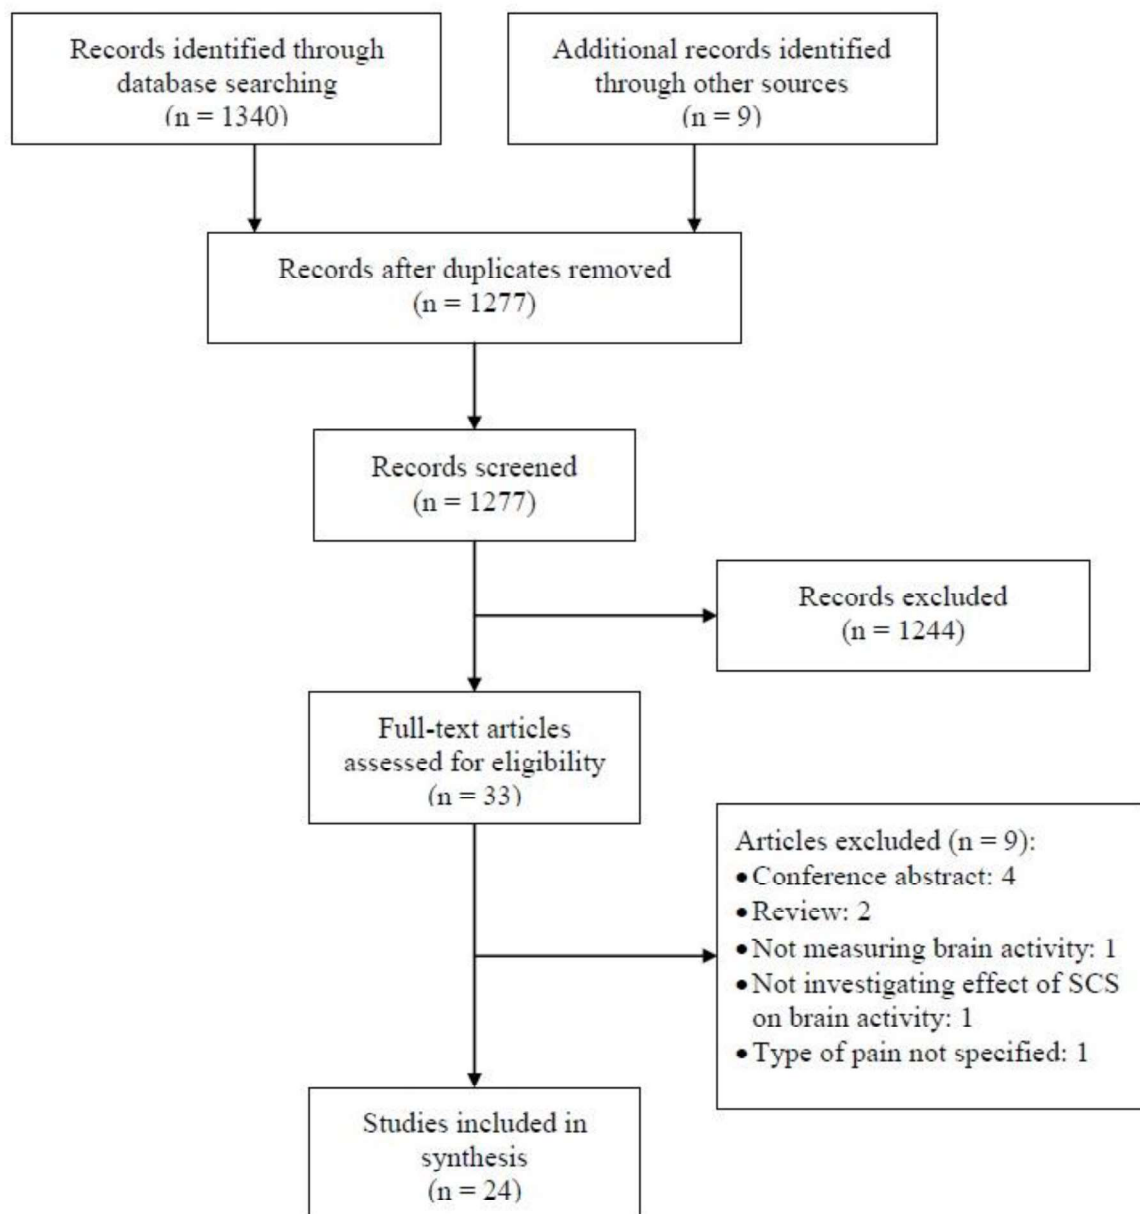 Records identified through
database searching
(n = 1340)
Additional records identified
through other sources
(n = 9)
Records after duplicates removed
(n = 1277)
Records screened
(n = 1277)
Records excluded
(n = 1244)
Full-text articles
assessed for eligibility
(n = 33)
Articles excluded (n = 9):
• Conference abstract: 4
• Review: 2
• Not measuring brain activity: 1
• Not investigating effect of SCS
on brain activity: 1
• Type of pain not specified: 1
Studies included in
synthesis
(n = 24)